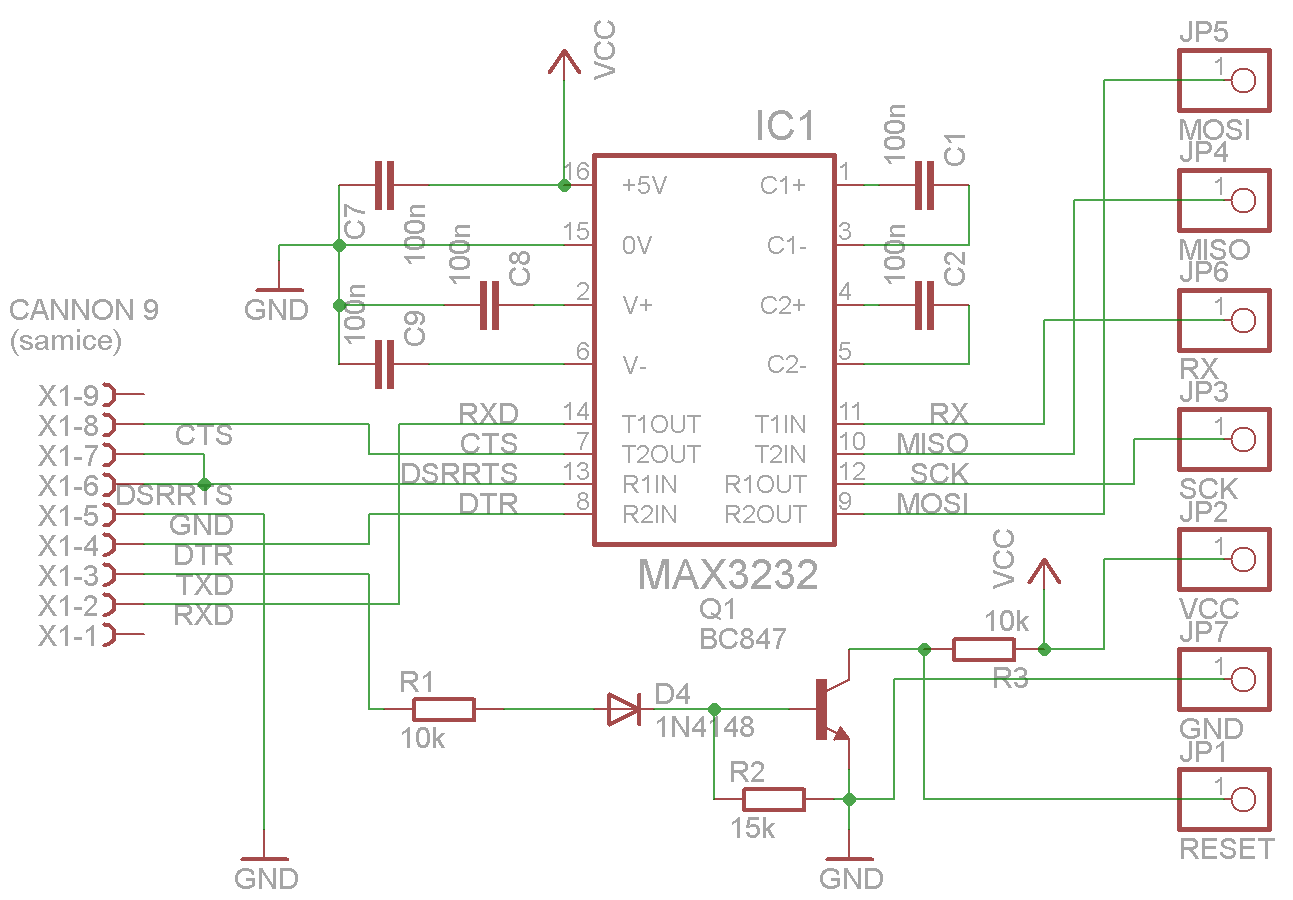 VCC
IC1
100n
C1
16
+5V
C1+
1
C7
100n
15
0V
C1-
3
GND
100n
C8
2
V+
C2+
4
100n
C2
100n
C9
6
V-
C2-
5
CANNON 9
(samice)
X1-9
X1-8
CTS
X1-7
X1-6
DSRRTS
X1-5
GND
X1-4
DTR
X1-3
TXD
X1-2
RXD
X1-1
RXD
14
T1OUT
T1IN
11
RX
CTS
7
T2OUT
T2IN
10
MISO
DSRRTS
13
R1IN
R1OUT
12
SCK
DTR
8
R2IN
R2OUT
9
MOSI
MAX3232
Q1
BC847
R1
10k
D4
1N4148
R2
15k
VCC
10k
R3
GND
GND
JP5
1
MOSI
JP4
1
MISO
JP6
1
RX
JP3
1
SCK
JP2
1
VCC
JP7
1
GND
JP1
1
RESET